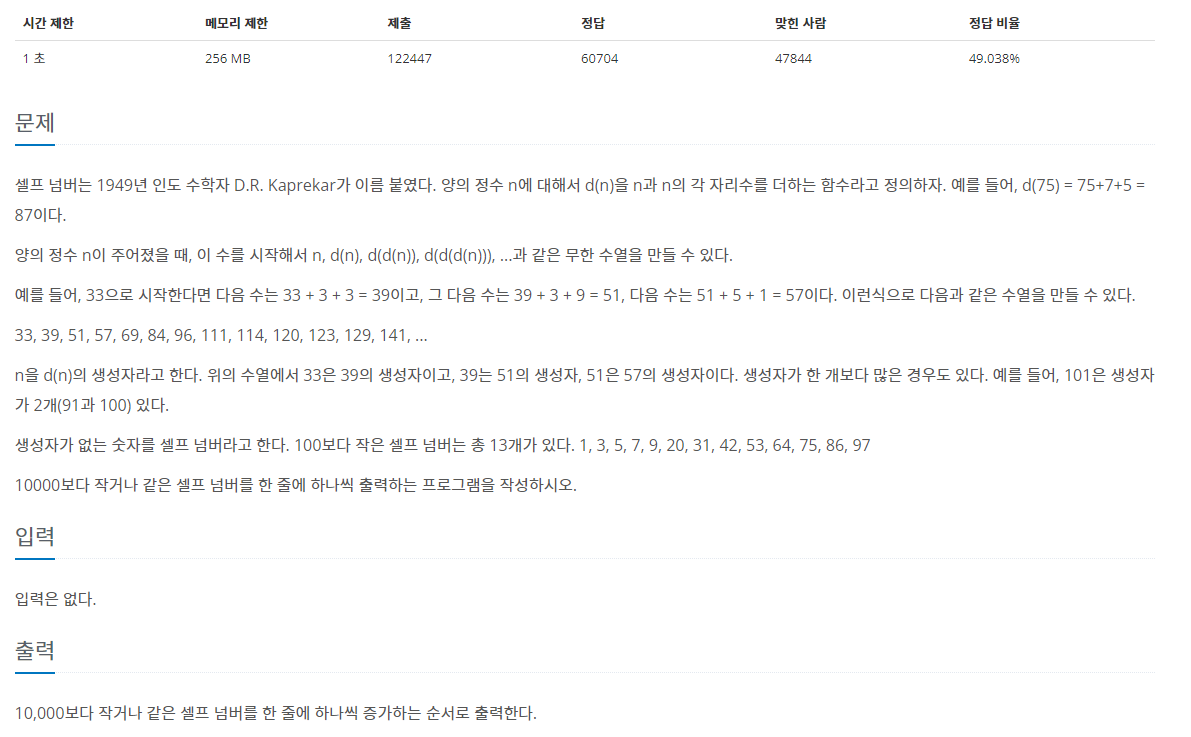 시간 제한 메모리 제한 제출 정답 맞힌 사람 정답 비율
1 초 256 MB 122447 60704 47844 49.038%
문제
셀프 넘버는 1949년 인도 수학자 D.R. Kaprekar가 이름 붙였다. 양의 정수 n에 대해서 d(n)을 n과 n의 각 자리수를 더하는 함수라고 정의하자. 예를 들어, d(75) = 75+7+5 =
87이다.
양의 정수 n이 주어졌을 때, 이 수를 시작해서 n, d(n), d(d(n)), d(d(d(n))), ...과 같은 무한 수열을 만들 수 있다.
예를 들어, 33으로 시작한다면 다음 수는 33 + 3 + 3 = 39이고, 그 다음 수는 39 + 3 + 9 = 51, 다음 수는 51 + 5 + 1 = 57이다. 이런식으로 다음과 같은 수열을 만들 수 있다.
33, 39, 51, 57, 69, 84, 96, 111, 114, 120, 123, 129, 141, ...
n을 d(n)의 생성자라고 한다. 위의 수열에서 33은 39의 생성자이고, 39는 51의 생성자, 51은 57의 생성자이다. 생성자가 한 개보다 많은 경우도 있다. 예를 들어, 101은 생성자
가 2개(91과 100) 있다.
생성자가 없는 숫자를 셀프 넘버라고 한다. 100보다 작은 셀프 넘버는 총 13개가 있다. 1, 3, 5, 7, 9, 20, 31, 42, 53, 64, 75, 86, 97
10000보다 작거나 같은 셀프 넘버를 한 줄에 하나씩 출력하는 프로그램을 작성하시오.
입력
입력은 없다.
출력
10,000보다 작거나 같은 셀프 넘버를 한 줄에 하나씩 증가하는 순서로 출력한다.